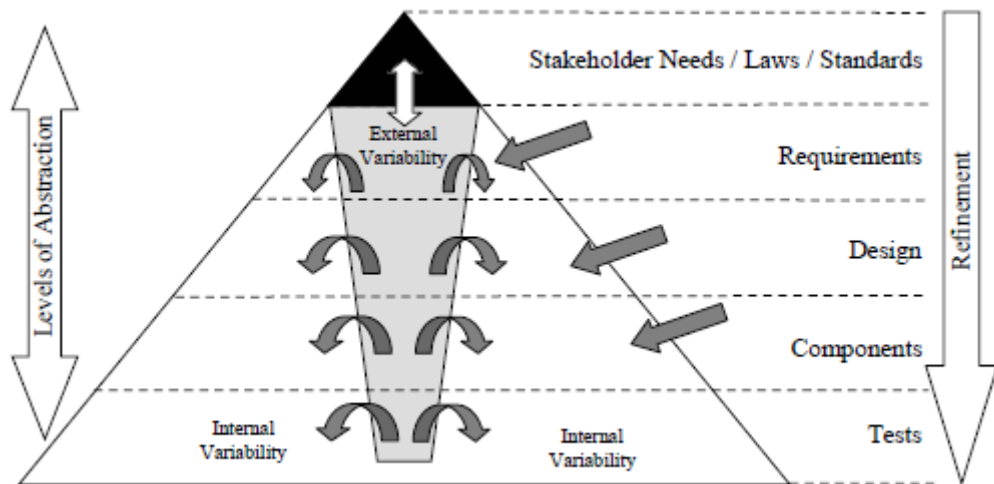 Stakeholder Needs / Laws / Standards
External
Variability
Requirements
Design
Components
Internal
Variability
Internal
Variability
Tests
Levels of Abstraction
Refinement